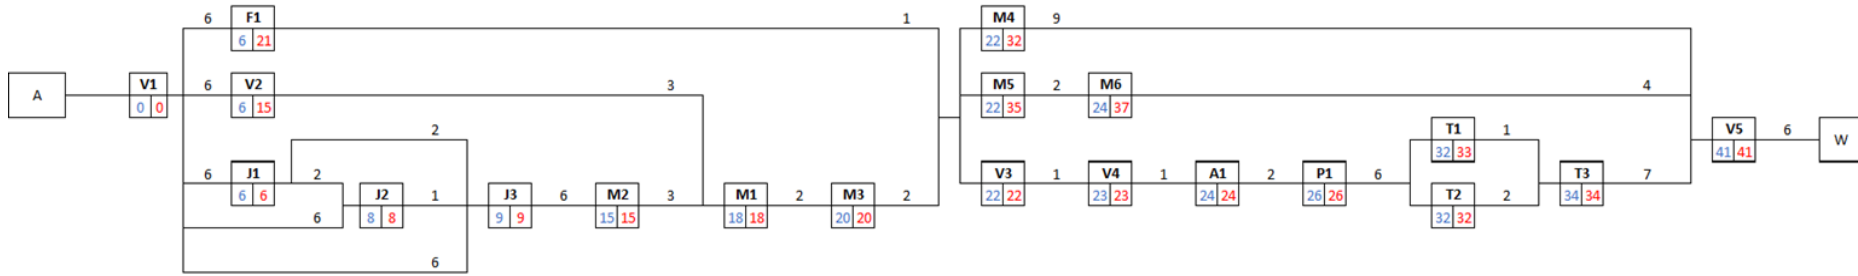 6 F1 1 M4 9
6 21 22 32
6 V2 3 M5 2 M6 4
A V1
0 0 6 15 22 35 24 37
2 T1 1 V5 6 W
32 33 41 41
6 J1 2 V3 1 V4 1 A1 2 P1 6 T3 7
6 6 J2 1 J3 6 M2 3 M1 2 M3 2 22 22 23 23 24 24 26 26 T2 2 34 34
6 8 8 9 9 15 15 18 18 20 20 32 32
6